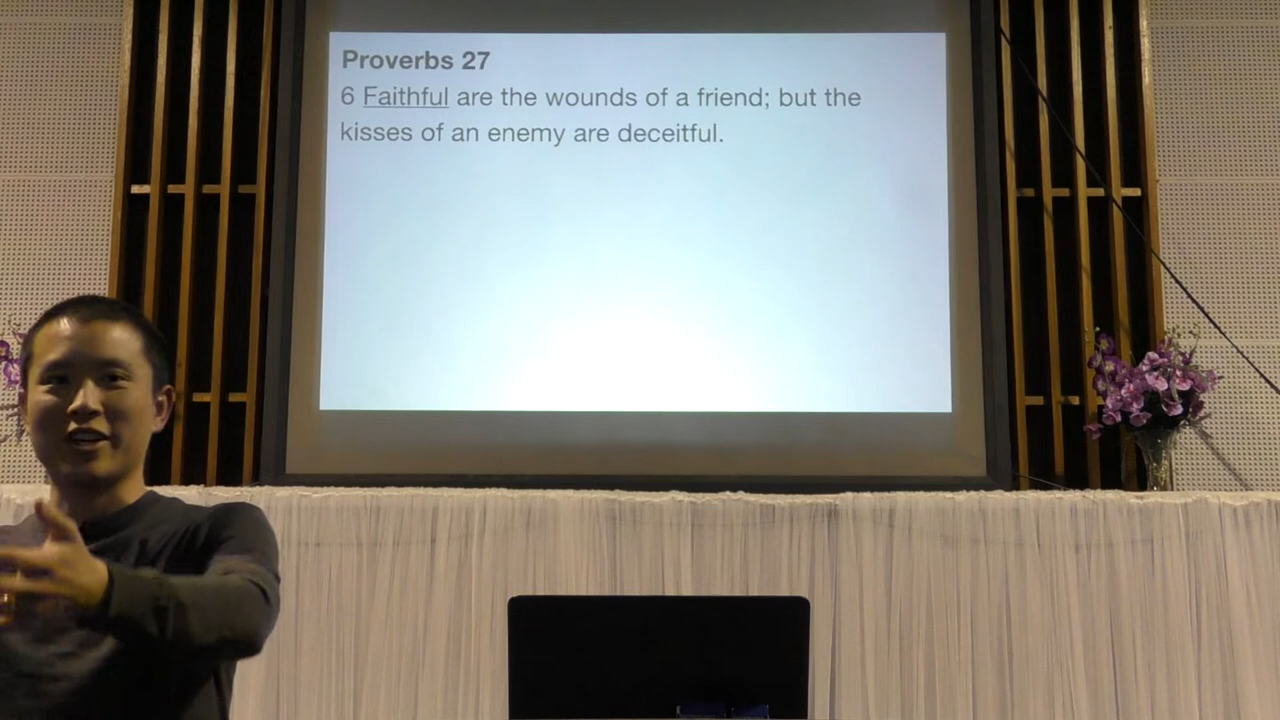 Proverbs 27
6 Faithful are the wounds of a friend; but the
kisses of an enemy are deceitful.